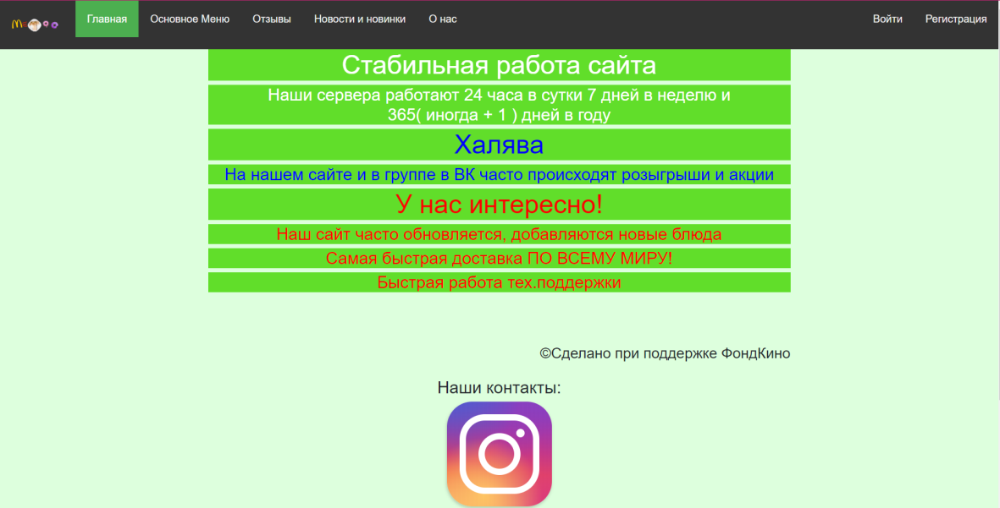 Главная Основное Меню Отзывы Новости и новинки О нас Войти Регистрация
Стабильная работа сайта
Наши сервера работают 24 часа в сутки 7 дней в неделю и
365( иногда + 1 ) дней в году
Халява
На нашем сайте и в группе в ВК часто происходят розыгрыши и акции
У нас интересно!
Наш сайт часто обновляется, добавляются новые блюда
Самая быстрая доставка ПО ВСЕМУ МИРУ!
Быстрая работа тех.поддержки
©Сделано при поддержке ФондКино
Наши контакты: